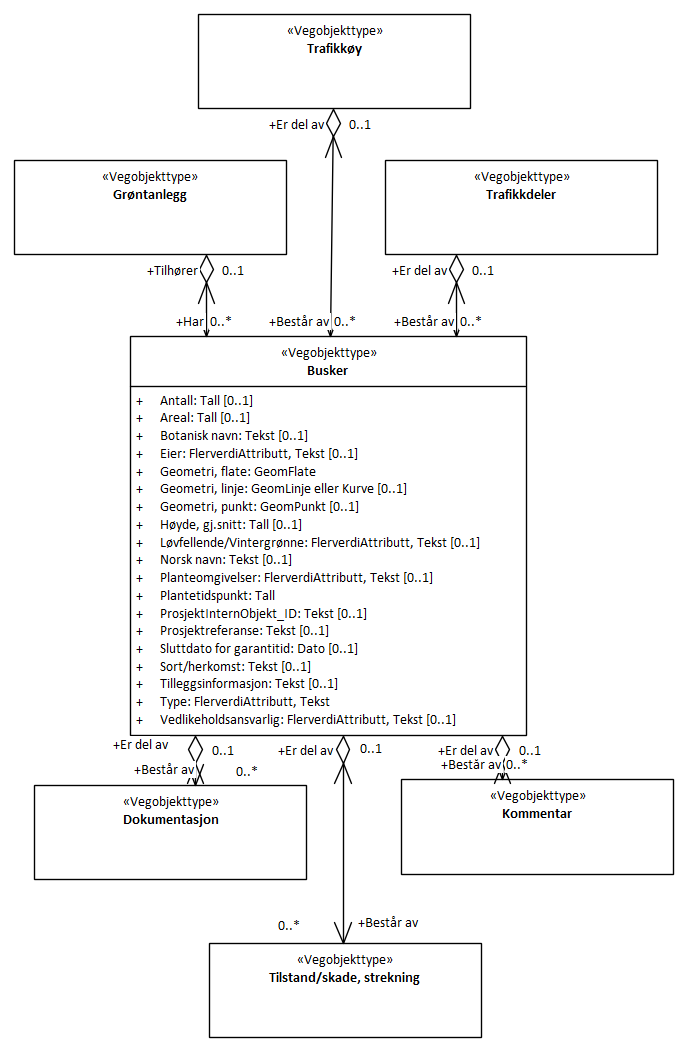 «Vegobjekttype»
Trafikkøy
+Er del av 0..1
«Vegobjekttype»
Grøntanlegg
«Vegobjekttype»
Trafikkdeler
+Tilhører 0..1
+Er del av 0..1
+Har 0..*
+Består av 0..*
+Består av 0..*
«Vegobjekttype»
Busker
+ Antall: Tall [0..1]
+ Areal: Tall [0..1]
+ Botanisk navn: Tekst [0..1]
+ Eier: FlerverdiAttributt, Tekst [0..1]
+ Geometri, flate: GeomFlate
+ Geometri, linje: GeomLinje eller Kurve [0..1]
+ Geometri, punkt: GeomPunkt [0..1]
+ Høyde, gj.snitt: Tall [0..1]
+ Løvfellende/Vintergrønne: FlerverdiAttributt, Tekst [0..1]
+ Norsk navn: Tekst [0..1]
+ Planteomgivelser: FlerverdiAttributt, Tekst [0..1]
+ Plantetidspunkt: Tall
+ ProsjektInternObjekt_ID: Tekst [0..1]
+ Prosjektreferanse: Tekst [0..1]
+ Sluttdato for garantitid: Dato [0..1]
+ Sort/herkomst: Tekst [0..1]
+ Tilleggsinformasjon: Tekst [0..1]
+ Type: FlerverdiAttributt, Tekst
+ Vedlikeholdsansvarlig: FlerverdiAttributt, Tekst [0..1]
+Er del av 0..1
+Er del av 0..1
+Er del av 0..1
+Består av 0..*
+Består av 0..*
«Vegobjekttype»
Dokumentasjon
«Vegobjekttype»
Kommentar
0..* +Består av
«Vegobjekttype»
Tilstand/skade, strekning